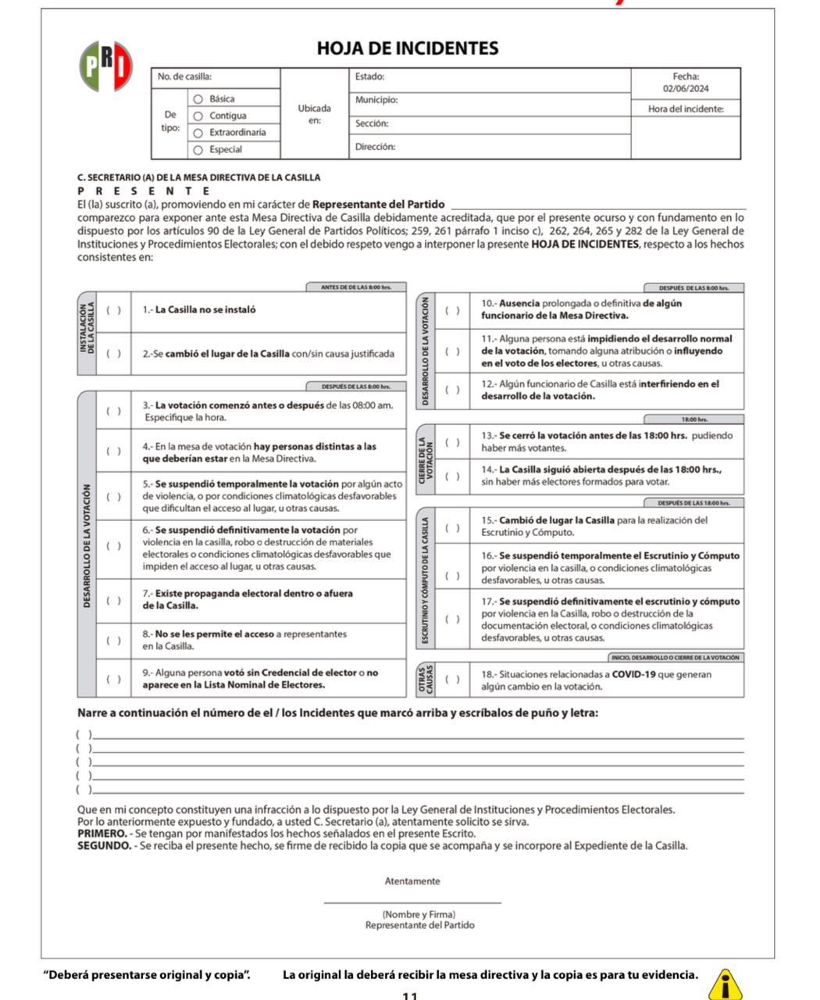 HOJA DE INCIDENTES
PRI
No. de casilla:
De tipo:
Básica
Contigua
Extraordinaria
Especial
Ubicada en:
Estado:
Municipio:
Sección:
Dirección:
Fecha:
02/06/2024
Hora del incidente:
C. SECRETARIO (A) DE LA MESA DIRECTIVA DE LA CASILLA
P R E S E N T E
El (la) suscrito (a), promoviendo en mi carácter de Representante del Partido
comparezco para exponer ante esta Mesa Directiva de Casilla debidamente acreditada, que por el presente ocurso y con fundamento en lo
dispuesto por los artículos 90 de la Ley General de Partidos Políticos; 259, 261 párrafo 1 inciso c), 262, 264, 265 y 282 de la Ley General de
Instituciones y Procedimientos Electorales; con el debido respeto vengo a interponer la presente HOJA DE INCIDENTES, respecto a los hechos
consistentes en:
ANTES DE DE LAS 8:00 hrs.
INSTALACIÓN
DE LA CASILLA
( ) 1.- La Casilla no se instaló
( ) 2.-Se cambió el lugar de la Casilla con/sin causa justificada
DESPUÉS DE LAS 8:00 hrs.
DESARROLLO DE LA VOTACIÓN
( ) 3.- La votación comenzó antes o después de las 08:00 am.
Especifique la hora.
( ) 4.- En la mesa de votación hay personas distintas a las
que deberían estar en la Mesa Directiva.
( ) 5.- Se suspendió temporalmente la votación por algún acto
de violencia, o por condiciones climatológicas desfavorables
que dificultan el acceso al lugar, u otras causas.
( ) 6.- Se suspendió definitivamente la votación por
violencia en la casilla, robo o destrucción de materiales
electorales o condiciones climatológicas desfavorables que
impiden el acceso al lugar, u otras causas.
( ) 7.- Existe propaganda electoral dentro o afuera
de la Casilla.
( ) 8.- No se les permite el acceso a representantes
en la Casilla.
( ) 9.- Alguna persona votó sin Credencial de elector o no
aparece en la Lista Nominal de Electores.
DESPUÉS DE LAS 8:00 hrs.
DESARROLLO DE LA VOTACIÓN
( ) 10.- Ausencia prolongada o definitiva de algún
funcionario de la Mesa Directiva.
( ) 11.- Alguna persona está impidiendo el desarrollo normal
de la votación, tomando alguna atribución o influyendo
en el voto de los electores, u otras causas.
( ) 12.- Algún funcionario de Casilla está interfiriendo en el
desarrollo de la votación.
18:00 hrs.
CIERRE DE LA
VOTACIÓN
( ) 13.- Se cerró la votación antes de las 18:00 hrs. pudiendo
haber más votantes.
( ) 14.- La Casilla siguió abierta después de las 18:00 hrs.,
sin haber más electores formados para votar.
DESPUÉS DE LAS 18:00 hrs.
ESCRUTINIO Y CÓMPUTO DE LA CASILLA
( ) 15.- Cambió de lugar la Casilla para la realización del
Escrutinio y Cómputo.
( ) 16.- Se suspendió temporalmente el Escrutinio y Cómputo
por violencia en la casilla, o condiciones climatológicas
desfavorables, u otras causas.
( ) 17.- Se suspendió definitivamente el escrutinio y cómputo
por violencia en la Casilla, robo o destrucción de la
documentación electoral, o condiciones climatológicas
desfavorables, u otras causas.
INICIO, DESARROLLO O CIERRE DE LA VOTACIÓN
OTRAS
CAUSAS
( ) 18.- Situaciones relacionadas a COVID-19 que generan
algún cambio en la votación.
Narre a continuación el número de el / los Incidentes que marcó arriba y escríbalos de puño y letra:
( )
( )
( )
( )
( )
Que en mi concepto constituyen una infracción a lo dispuesto por la Ley General de Instituciones y Procedimientos Electorales.
Por lo anteriormente expuesto y fundado, a usted C. Secretario (a), atentamente solicito se sirva.
PRIMERO. - Se tengan por manifestados los hechos señalados en el presente Escrito.
SEGUNDO. - Se reciba el presente hecho, se firme de recibido la copia que se acompaña y se incorpore al Expediente de la Casilla.
Atentamente
(Nombre y Firma)
Representante del Partido
“Deberá presentarse original y copia”. La original la deberá recibir la mesa directiva y la copia es para tu evidencia.
11